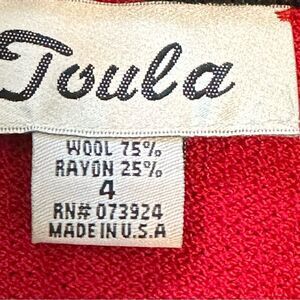 Toula
WOOL 75%
RAYON 25%
4
RN# 073924
MADE IN U.S.A